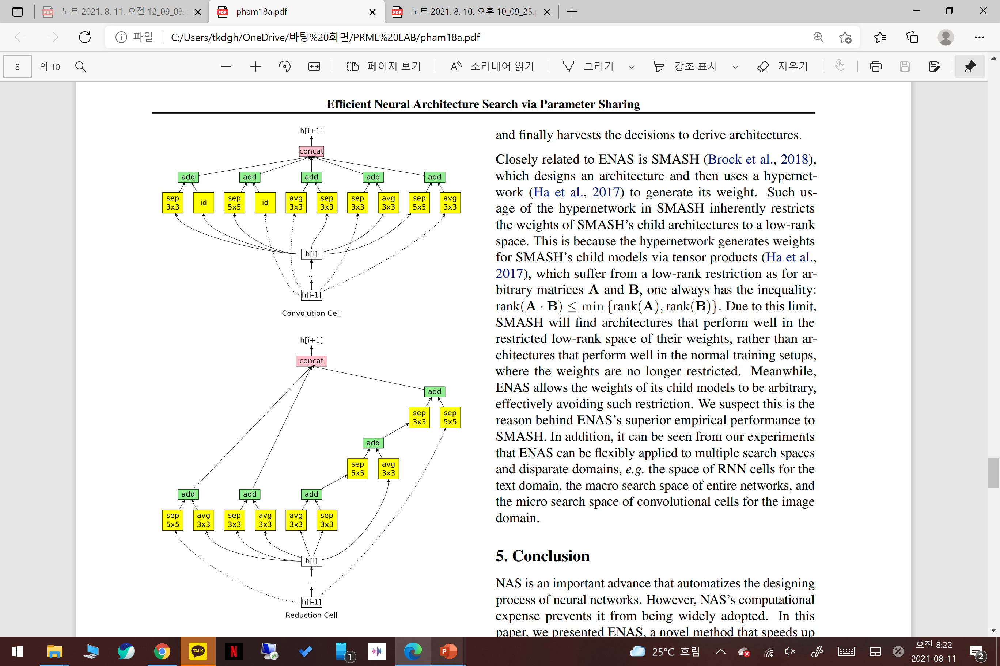 노트 2021. 8. 11. 오전 12_09_03.p
pham18a.pdf
노트 2021. 8. 10. 오후 10_09_25.p
파일
C:/Users/tkdgh/OneDrive/바탕%20화면/PRML%20LAB/pham18a.pdf
8 의 10
페이지 보기
소리내어 읽기
그리기
강조 표시
지우기
Efficient Neural Architecture Search via Parameter Sharing
h[i+1]
concat
add add add add add
sep 3x3
id
sep 5x5
id
avg 3x3
sep 3x3
sep 3x3
avg 3x3
sep 5x5
avg 3x3
h[i]
...
h[i-1]
Convolution Cell
h[i+1]
concat
add
sep 3x3
sep 5x5
add
sep 5x5
avg 3x3
add add add
sep 5x5
avg 3x3
sep 3x3
avg 3x3
avg 3x3
sep 3x3
h[i]
...
h[i-1]
Reduction Cell
and finally harvests the decisions to derive architectures.
Closely related to ENAS is SMASH (Brock et al., 2018),
which designs an architecture and then uses a hypernet-
work (Ha et al., 2017) to generate its weight. Such us-
age of the hypernetwork in SMASH inherently restricts
the weights of SMASH’s child architectures to a low-rank
space. This is because the hypernetwork generates weights
for SMASH’s child models via tensor products (Ha et al.,
2017), which suffer from a low-rank restriction as for ar-
bitrary matrices A and B, one always has the inequality:
rank(A · B) ≤ min {rank(A), rank(B)}. Due to this limit,
SMASH will find architectures that perform well in the
restricted low-rank space of their weights, rather than ar-
chitectures that perform well in the normal training setups,
where the weights are no longer restricted. Meanwhile,
ENAS allows the weights of its child models to be arbitrary,
effectively avoiding such restriction. We suspect this is the
reason behind ENAS’s superior empirical performance to
SMASH. In addition, it can be seen from our experiments
that ENAS can be flexibly applied to multiple search spaces
and disparate domains, e.g. the space of RNN cells for the
text domain, the macro search space of entire networks, and
the micro search space of convolutional cells for the image
domain.
5. Conclusion
NAS is an important advance that automatizes the designing
process of neural networks. However, NAS’s computational
expense prevents it from being widely adopted. In this
paper, we presented ENAS, a novel method that speeds up
TALK
N
1
P
25°C 흐림
오전 8:22
2021-08-11
2